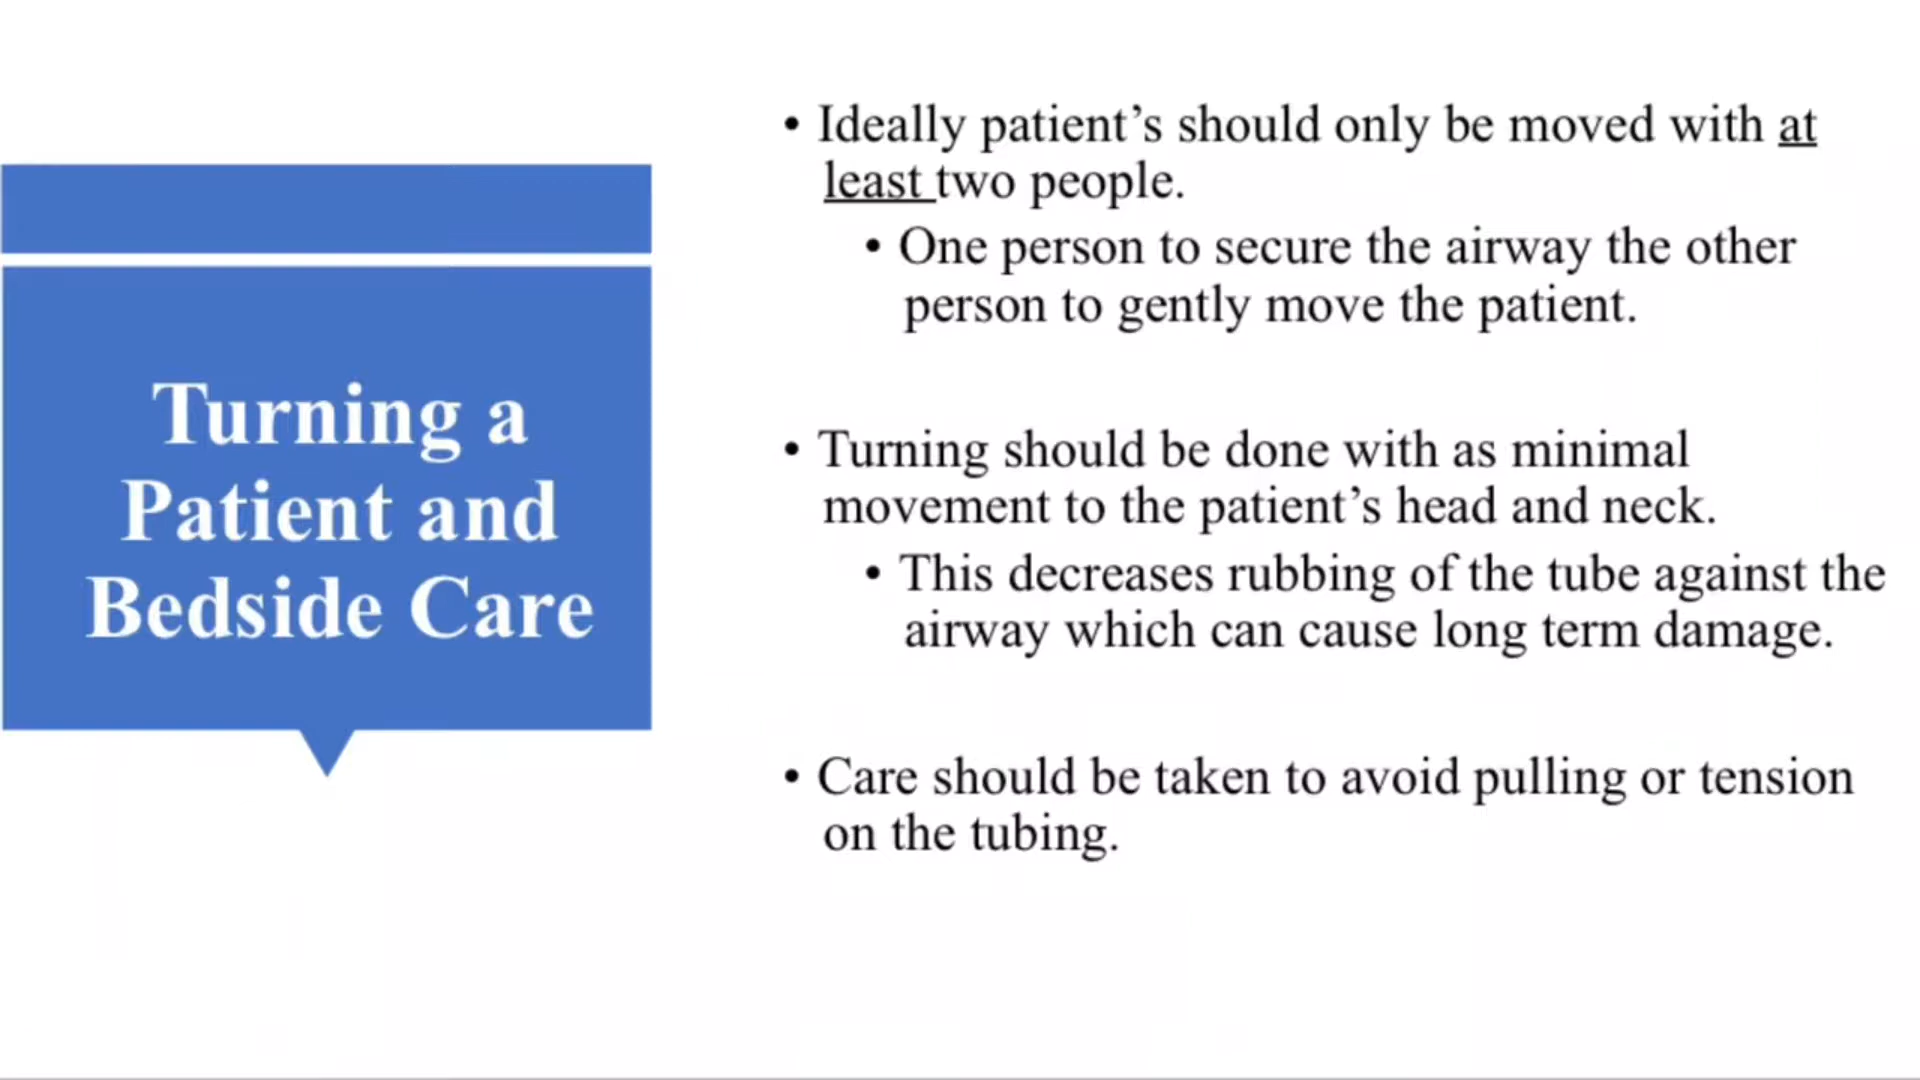 Turning a
Patient and
Bedside Care
• Ideally patient’s should only be moved with at
least two people.
• One person to secure the airway the other
person to gently move the patient.
• Turning should be done with as minimal
movement to the patient’s head and neck.
• This decreases rubbing of the tube against the
airway which can cause long term damage.
• Care should be taken to avoid pulling or tension
on the tubing.